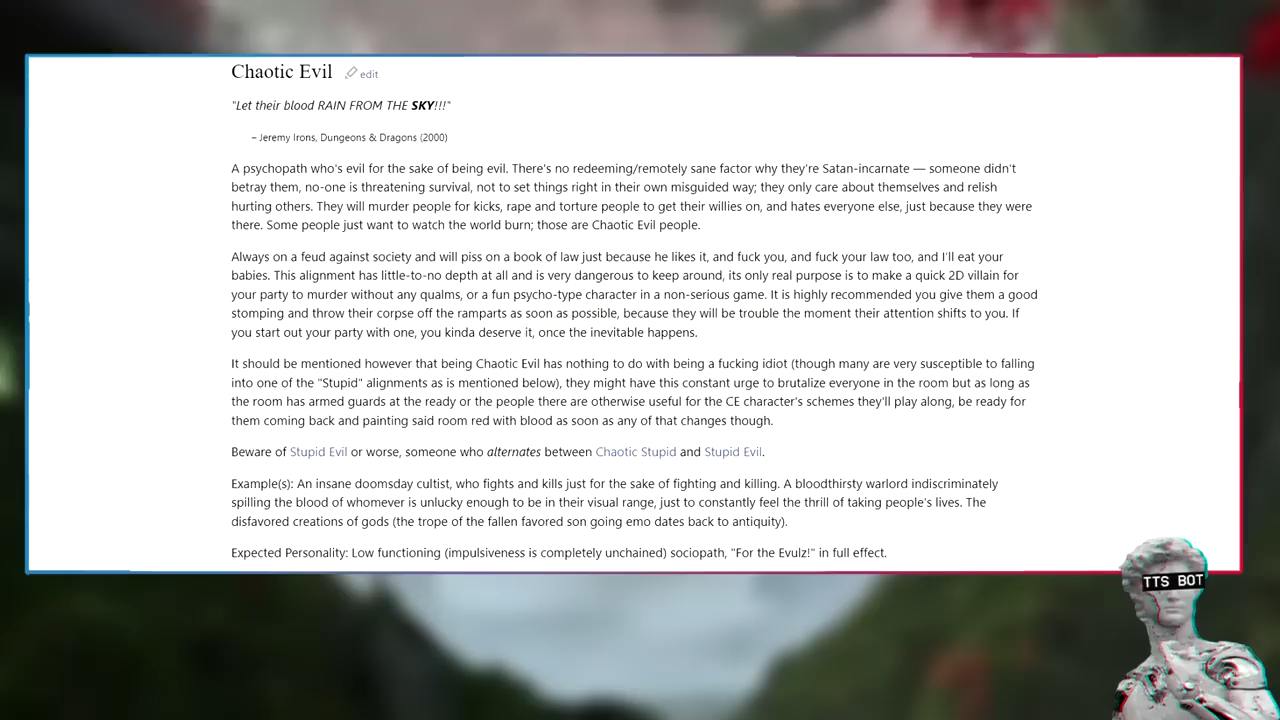 Chaotic Evil edit
"Let their blood RAIN FROM THE SKY!!!"
– Jeremy Irons, Dungeons & Dragons (2000)
A psychopath who's evil for the sake of being evil. There's no redeeming/remotely sane factor why they're Satan-incarnate — someone didn't
betray them, no-one is threatening survival, not to set things right in their own misguided way; they only care about themselves and relish
hurting others. They will murder people for kicks, rape and torture people to get their willies on, and hates everyone else, just because they were
there. Some people just want to watch the world burn; those are Chaotic Evil people.
Always on a feud against society and will piss on a book of law just because he likes it, and fuck you, and fuck your law too, and I'll eat your
babies. This alignment has little-to-no depth at all and is very dangerous to keep around, its only real purpose is to make a quick 2D villain for
your party to murder without any qualms, or a fun psycho-type character in a non-serious game. It is highly recommended you give them a good
stomping and throw their corpse off the ramparts as soon as possible, because they will be trouble the moment their attention shifts to you. If
you start out your party with one, you kinda deserve it, once the inevitable happens.
It should be mentioned however that being Chaotic Evil has nothing to do with being a fucking idiot (though many are very susceptible to falling
into one of the "Stupid" alignments as is mentioned below), they might have this constant urge to brutalize everyone in the room but as long as
the room has armed guards at the ready or the people there are otherwise useful for the CE character's schemes they'll play along, be ready for
them coming back and painting said room red with blood as soon as any of that changes though.
Beware of Stupid Evil or worse, someone who alternates between Chaotic Stupid and Stupid Evil.
Example(s): An insane doomsday cultist, who fights and kills just for the sake of fighting and killing. A bloodthirsty warlord indiscriminately
spilling the blood of whomever is unlucky enough to be in their visual range, just to constantly feel the thrill of taking people's lives. The
disfavored creations of gods (the trope of the fallen favored son going emo dates back to antiquity).
Expected Personality: Low functioning (impulsiveness is completely unchained) sociopath, "For the Evulz!" in full effect.
TTS BOT